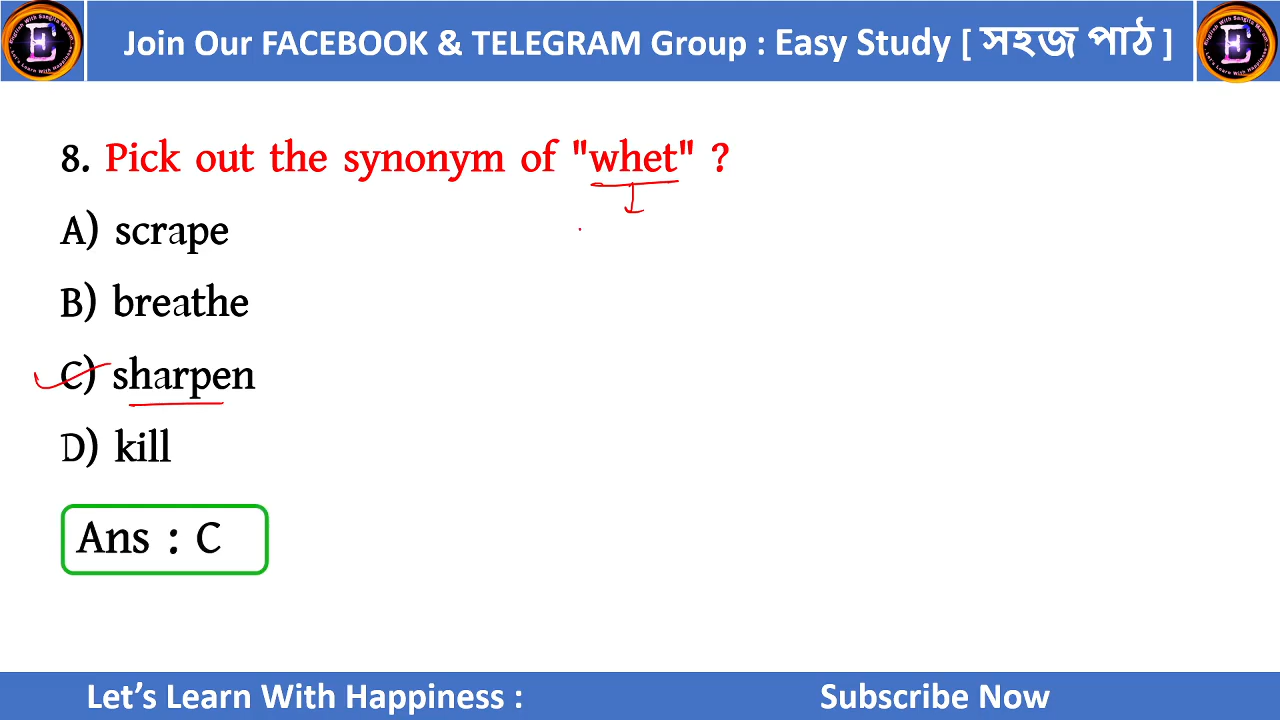 Join Our FACEBOOK & TELEGRAM Group : Easy Study [ সহজ পাঠ ]
8. Pick out the synonym of "whet" ?
A) scrape
B) breathe
C) sharpen
D) kill
Ans : C
Let's Learn With Happiness :
Subscribe Now